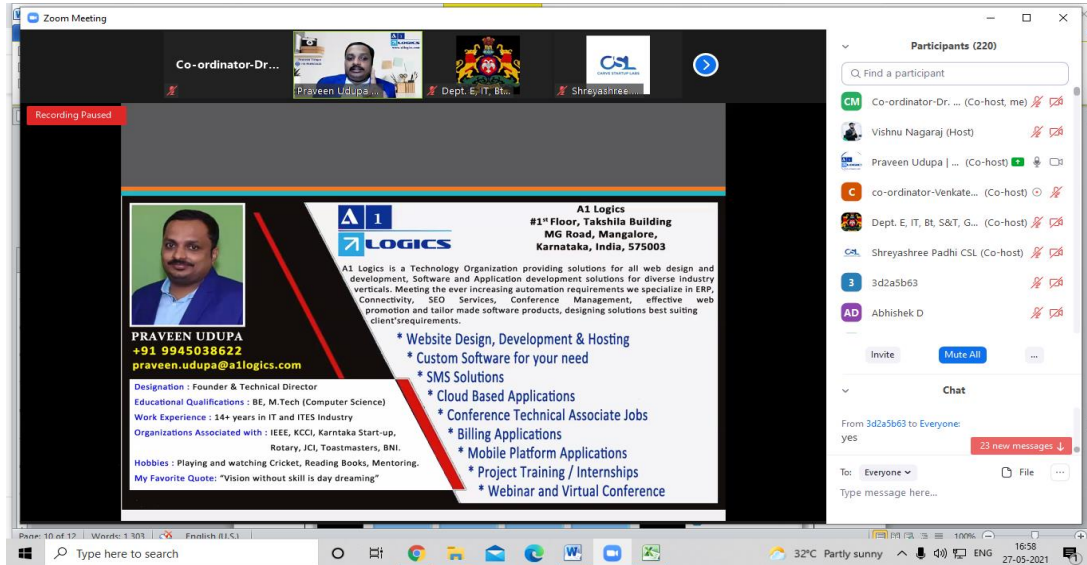 Zoom Meeting
Co-ordinator-Dr...
Praveen Udupa ...
Dept. E, IT, Bt...
Shreyashree ...
CSL
Recording Paused
A 1
LOGICS
A1 Logics
#1st Floor, Takshila Building
MG Road, Mangalore,
Karnataka, India, 575003
A1 Logics is a Technology Organization providing solutions for all web design and
development, Software and Application development solutions for diverse industry
verticals. Meeting the ever increasing automation requirements we specialize in ERP,
Connectivity, SEO Services, Conference Management, effective web
promotion and tailor made software products, designing solutions best suiting
client'srequirements.
PRAVEEN UDUPA
+91 9945038622
praveen.udupa@a1logics.com
* Website Design, Development & Hosting
* Custom Software for your need
* SMS Solutions
* Cloud Based Applications
* Conference Technical Associate Jobs
* Billing Applications
* Mobile Platform Applications
* Project Training / Internships
* Webinar and Virtual Conference
Designation : Founder & Technical Director
Educational Qualifications : BE, M.Tech (Computer Science)
Work Experience : 14+ years in IT and ITES Industry
Organizations Associated with : IEEE, KCCI, Karntaka Start-up,
Rotary, JCI, Toastmasters, BNI.
Hobbies : Playing and watching Cricket, Reading Books, Mentoring.
My Favorite Quote: "Vision without skill is day dreaming"
Participants (220)
Find a participant
CM Co-ordinator-Dr. ... (Co-host, me)
Vishnu Nagaraj (Host)
Praveen Udupa | ... (Co-host)
C co-ordinator-Venkate... (Co-host)
Dept. E, IT, Bt, S&T, G... (Co-host)
CSL Shreyashree Padhi CSL (Co-host)
3 3d2a5b63
AD Abhishek D
Invite Mute All ...
Chat
From 3d2a5b63 to Everyone:
yes
23 new messages
To: Everyone File ...
Type message here...
Page: 10 of 12 Words: 1,303 English (U.S.) 100%
Type here to search
32°C Partly sunny ENG
16:58
27-05-2021